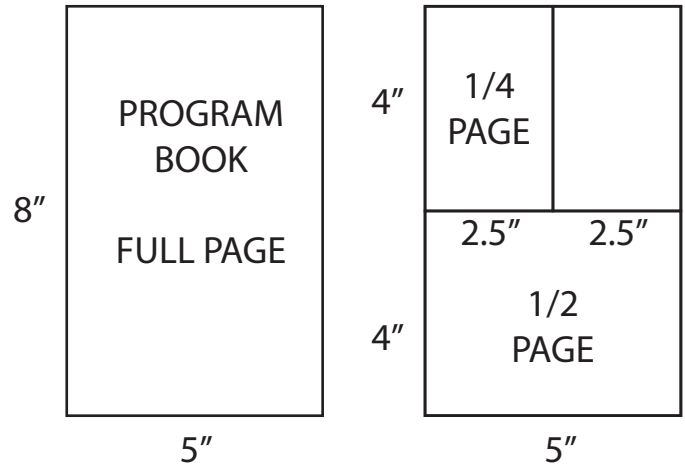 PROGRAM
BOOK
FULL PAGE
8”
5”
1/4
PAGE
4”
2.5” 2.5”
1/2
PAGE
4”
5”